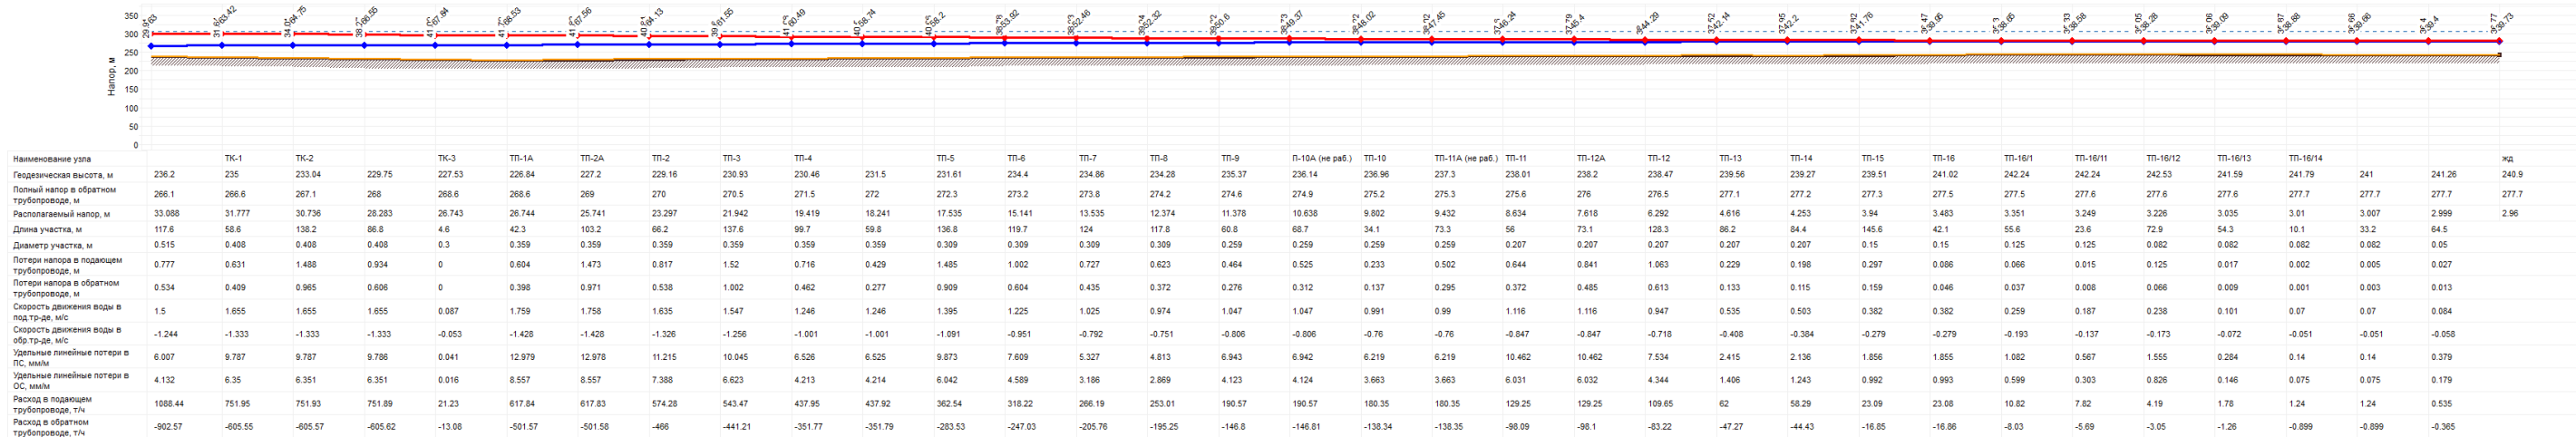 350
300
250
200
150
100
50
0
Напор, м
Наименование узла ТК-1 ТК-2 ТК-3 ТП-1А ТП-2А ТП-2 ТП-3 ТП-4 ТП-5 ТП-6 ТП-7 ТП-8 ТП-9 П-10А (не раб.) ТП-10 ТП-11А (не раб.) ТП-11 ТП-12А ТП-12 ТП-13 ТП-14 ТП-15 ТП-16 ТП-16/1 ТП-16/11 ТП-16/12 ТП-16/13 ТП-16/14 жд
Геодезическая высота, м 236.2 235 233.04 229.75 227.53 226.84 227.2 229.16 230.93 230.46 231.5 231.61 234.4 234.86 234.28 235.37 236.14 236.96 237.3 238.01 238.2 238.47 239.56 239.27 239.51 241.02 242.24 242.24 242.53 241.59 241.79 241 241.26 240.9
Полный напор в обратном
трубопроводе, м 266.1 266.6 267.1 268 268.6 268.6 269 270 270.5 271.5 272 272.3 273.2 273.8 274.2 274.6 274.9 275.2 275.3 275.6 276 276.5 277.1 277.2 277.3 277.5 277.5 277.6 277.6 277.6 277.7 277.7 277.7 277.7
Располагаемый напор, м 33.088 31.777 30.736 28.283 26.743 26.744 25.741 23.297 21.942 19.419 18.241 17.535 15.141 13.535 12.374 11.378 10.638 9.802 9.432 8.634 7.618 6.292 4.616 4.253 3.94 3.483 3.351 3.249 3.226 3.035 3.01 3.007 2.999 2.96
Длина участка, м 117.6 58.6 138.2 86.8 4.6 42.3 103.2 66.2 137.6 99.7 59.8 136.8 119.7 124 117.8 60.8 68.7 34.1 73.3 56 73.1 128.3 86.2 84.4 145.6 42.1 55.6 23.6 72.9 54.3 10.1 33.2 64.5
Диаметр участка, м 0.515 0.408 0.408 0.408 0.3 0.359 0.359 0.359 0.359 0.359 0.359 0.309 0.309 0.309 0.309 0.259 0.259 0.259 0.259 0.207 0.207 0.207 0.207 0.207 0.15 0.15 0.125 0.125 0.082 0.082 0.082 0.082 0.05
Потери напора в подающем
трубопроводе, м 0.777 0.631 1.488 0.934 0 0.604 1.473 0.817 1.52 0.716 0.429 1.485 1.002 0.727 0.623 0.464 0.525 0.233 0.502 0.644 0.841 1.063 0.229 0.198 0.297 0.086 0.066 0.015 0.125 0.017 0.002 0.005 0.027
Потери напора в обратном
трубопроводе, м 0.534 0.409 0.965 0.606 0 0.398 0.971 0.538 1.002 0.462 0.277 0.909 0.604 0.435 0.372 0.276 0.312 0.137 0.295 0.372 0.485 0.613 0.133 0.115 0.159 0.046 0.037 0.008 0.066 0.009 0.001 0.003 0.013
Скорость движения воды в
под.тр-де, м/с 1.5 1.655 1.655 1.655 0.087 1.759 1.758 1.635 1.547 1.246 1.246 1.395 1.225 1.025 0.974 1.047 1.047 0.991 0.99 1.116 1.116 0.947 0.535 0.503 0.382 0.382 0.259 0.187 0.238 0.101 0.07 0.07 0.084
Скорость движения воды в
обр.тр-де, м/с -1.244 -1.333 -1.333 -1.333 -0.053 -1.428 -1.428 -1.326 -1.256 -1.001 -1.001 -1.091 -0.951 -0.792 -0.751 -0.806 -0.806 -0.76 -0.76 -0.847 -0.847 -0.718 -0.408 -0.384 -0.279 -0.279 -0.193 -0.137 -0.173 -0.072 -0.051 -0.051 -0.058
Удельные линейные потери в
ПС, мм/м 6.007 9.787 9.787 9.786 0.041 12.979 12.978 11.215 10.045 6.526 6.525 9.873 7.609 5.327 4.813 6.943 6.942 6.219 6.219 10.462 10.462 7.534 2.415 2.136 1.856 1.855 1.082 0.567 1.555 0.284 0.14 0.14 0.379
Удельные линейные потери в
ОС, мм/м 4.132 6.35 6.351 6.351 0.016 8.557 8.557 7.388 6.623 4.213 4.214 6.042 4.589 3.186 2.869 4.123 4.124 3.663 3.663 6.031 6.032 4.344 1.406 1.243 0.992 0.993 0.599 0.303 0.826 0.146 0.075 0.075 0.179
Расход в подающем
трубопроводе, т/ч 1088.44 751.95 751.93 751.89 21.23 617.84 617.83 574.28 543.47 437.95 437.92 362.54 318.22 266.19 253.01 190.57 190.57 180.35 180.35 129.25 129.25 109.65 62 58.29 23.09 23.08 10.82 7.82 4.19 1.78 1.24 1.24 0.535
Расход в обратном
трубопроводе, т/ч -902.57 -605.55 -605.57 -605.62 -13.08 -501.57 -501.58 -466 -441.21 -351.77 -351.79 -283.53 -247.03 -205.76 -195.25 -146.8 -146.81 -138.34 -138.35 -98.09 -98.1 -83.22 -47.27 -44.43 -16.85 -16.86 -8.03 -5.69 -3.05 -1.26 -0.899 -0.899 -0.365